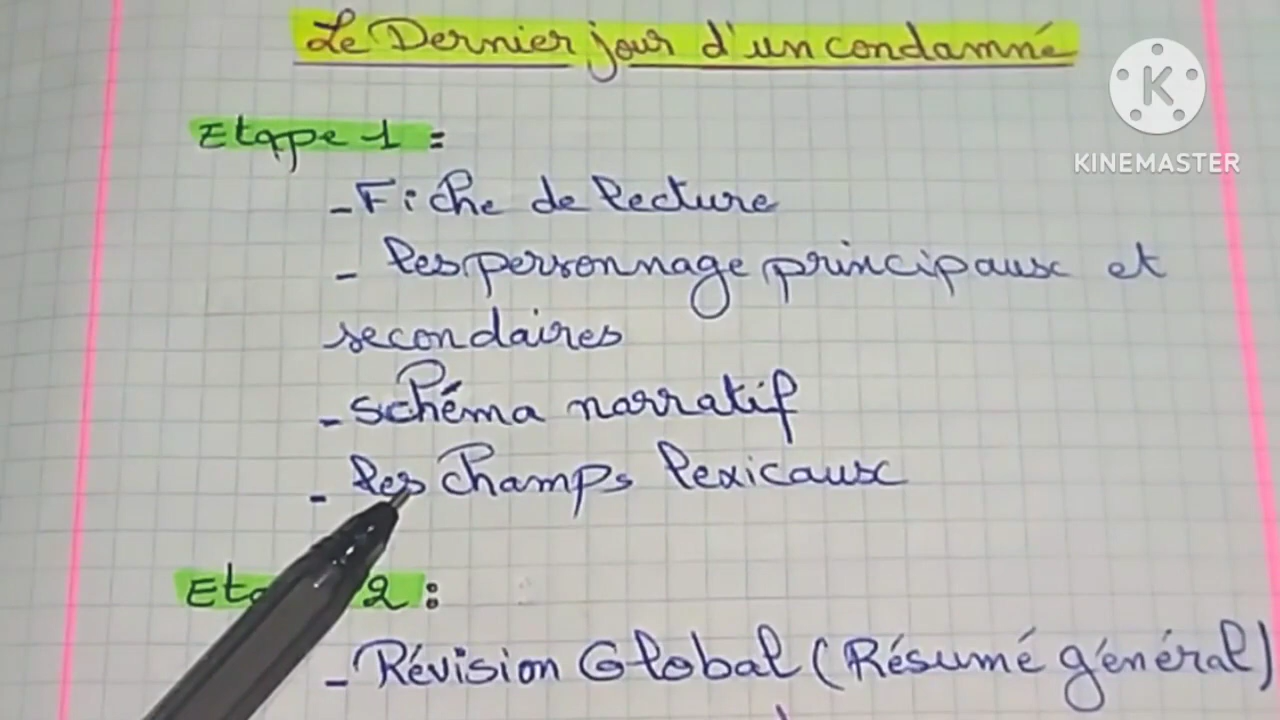 Le Dernier jour d'un condamné
Etape 1 :
- Fiche de lecture
- les personnage principaux et
secondaires
- schéma narratif
- les champs lexicaux
2 :
- Révision Global (Résumé général)
K
KINEMASTER